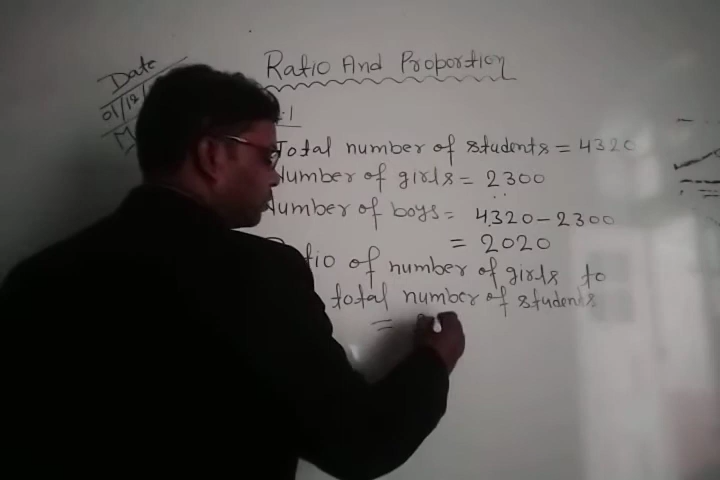 Ratio And Proportion
Date
01/12/
Total number of students = 4320
Number of girls = 2300
Number of boys = 4320 - 2300
= 2020
of number of girls to
total number of students
=